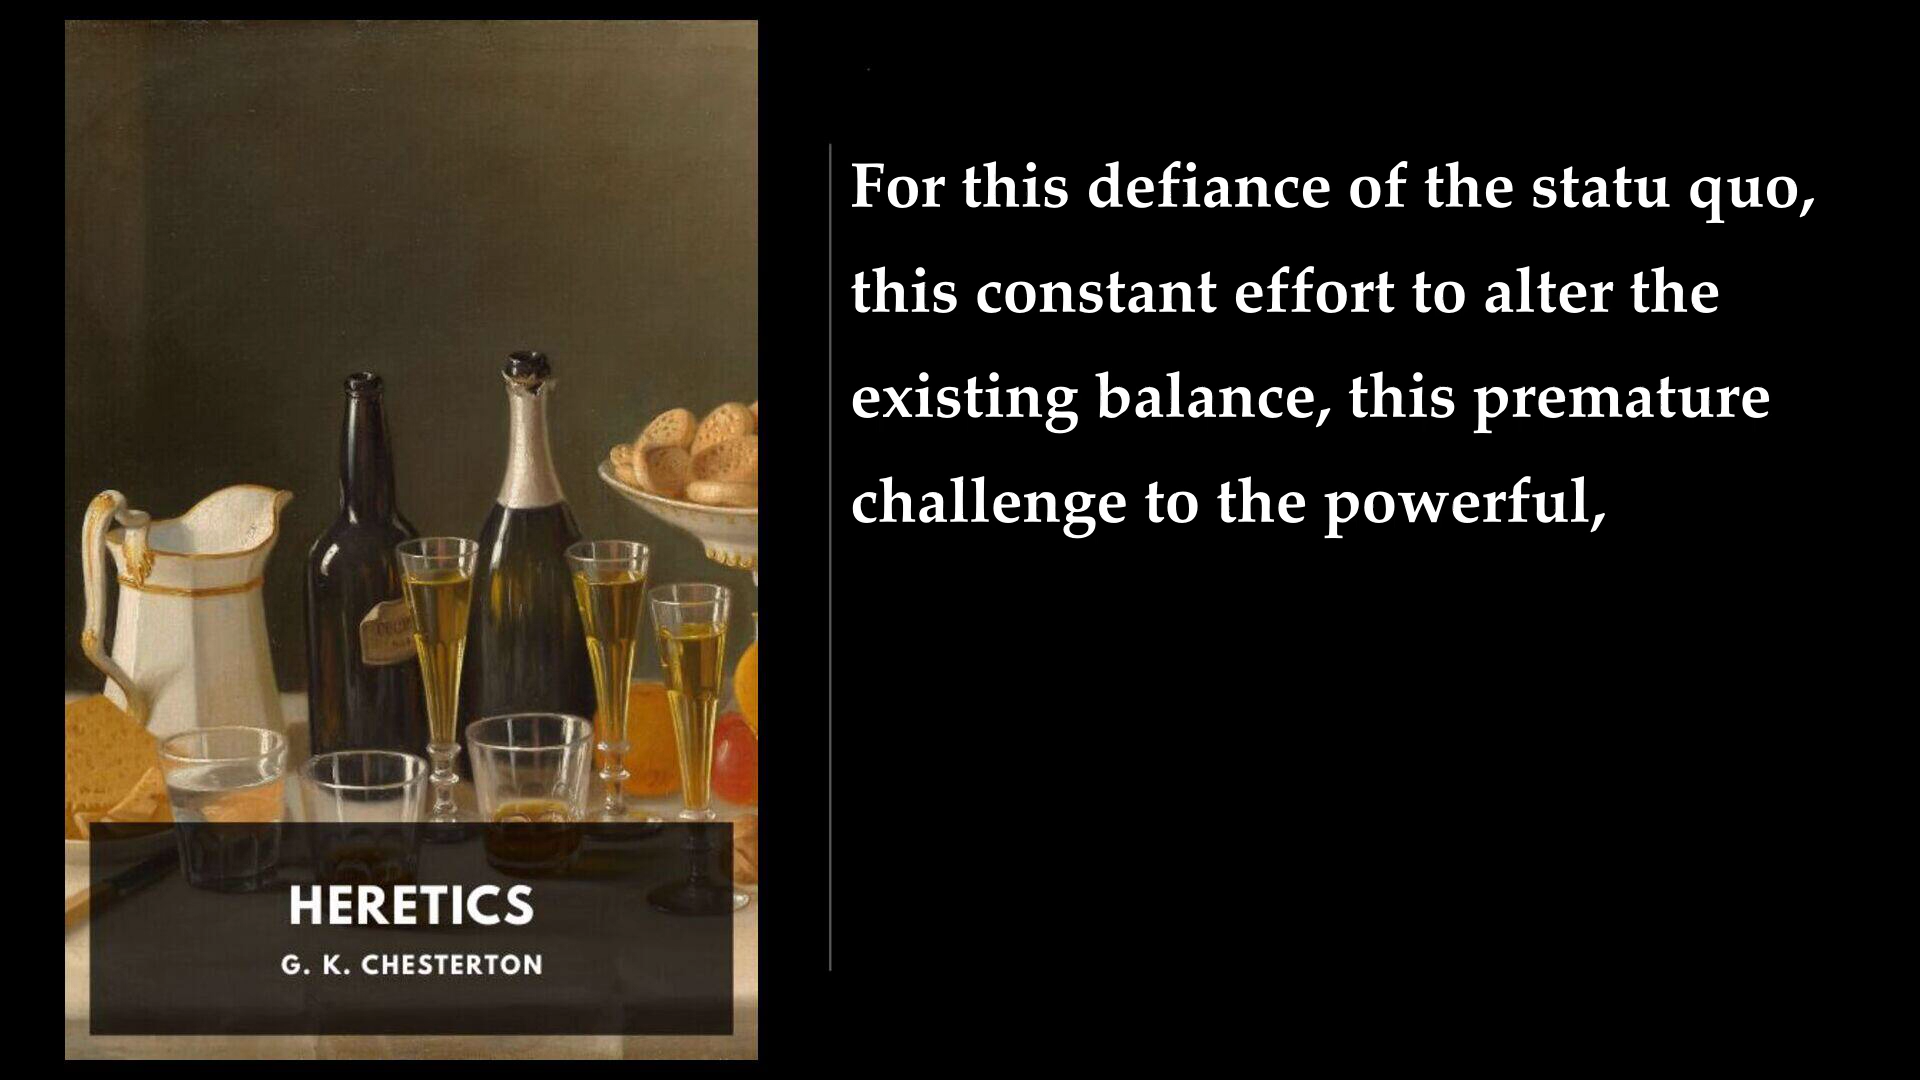 For this defiance of the statu quo,
this constant effort to alter the
existing balance, this premature
challenge to the powerful,
HERETICS
G. K. CHESTERTON